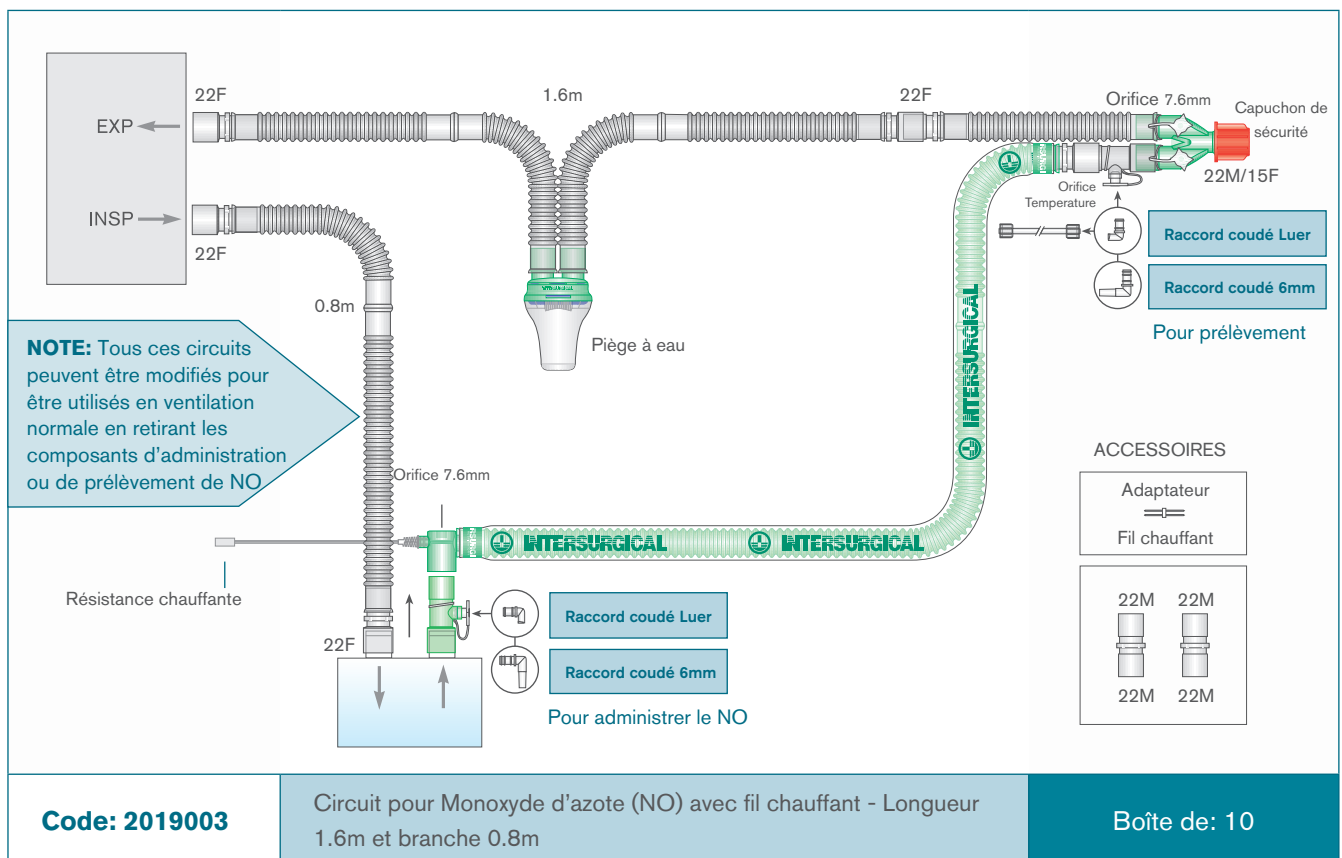 22F
1.6m
22F
Orifice 7.6mm
Capuchon de
sécurité
EXP
22M/15F
Orifice
Temperature
INSP
22F
Raccord coudé Luer
Raccord coudé 6mm
Pour prélèvement
0.8m
Piège à eau
NOTE: Tous ces circuits
peuvent être modifiés pour
être utilisés en ventilation
normale en retirant les
composants d'administration
ou de prélèvement de NO
INTERSURGICAL
Orifice 7.6mm
INTERSURGICAL
INTERSURGICAL
Résistance chauffante
22F
Raccord coudé Luer
Raccord coudé 6mm
Pour administrer le NO
ACCESSOIRES
Adaptateur
Fil chauffant
22M 22M
22M 22M
Code: 2019003
Circuit pour Monoxyde d'azote (NO) avec fil chauffant - Longueur
1.6m et branche 0.8m
Boîte de: 10